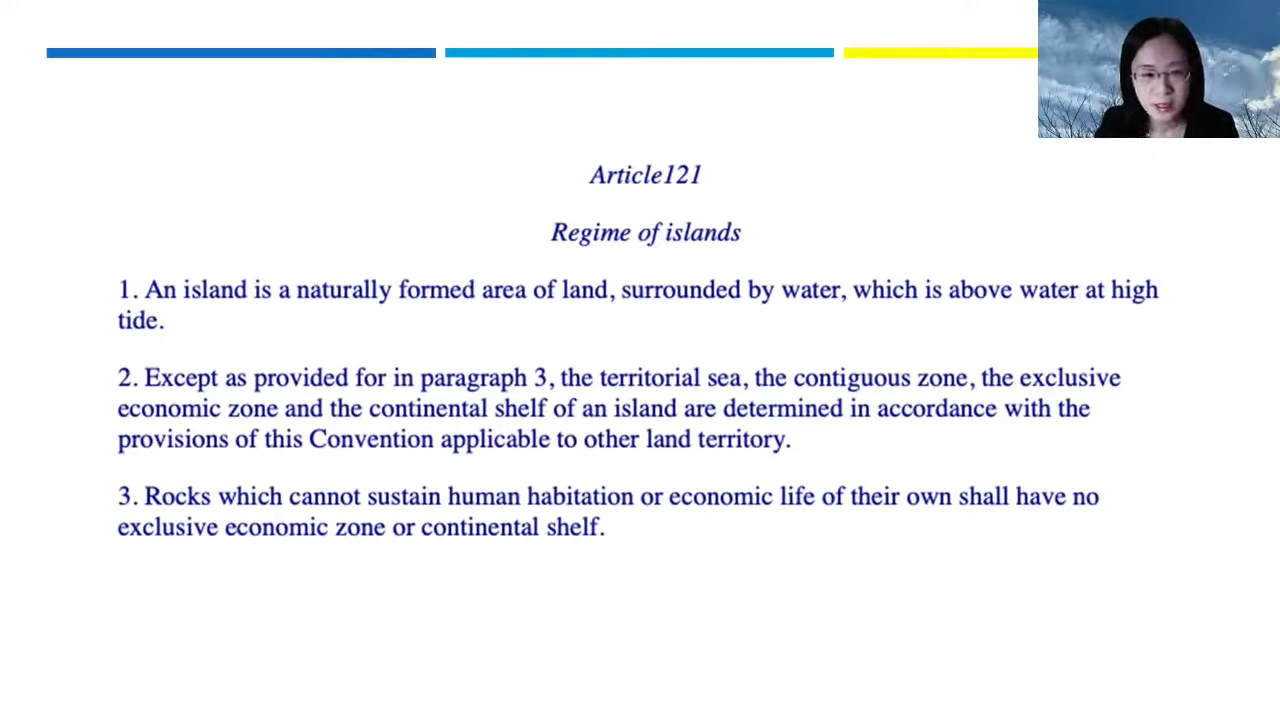 Article121
Regime of islands
1. An island is a naturally formed area of land, surrounded by water, which is above water at high
tide.
2. Except as provided for in paragraph 3, the territorial sea, the contiguous zone, the exclusive
economic zone and the continental shelf of an island are determined in accordance with the
provisions of this Convention applicable to other land territory.
3. Rocks which cannot sustain human habitation or economic life of their own shall have no
exclusive economic zone or continental shelf.